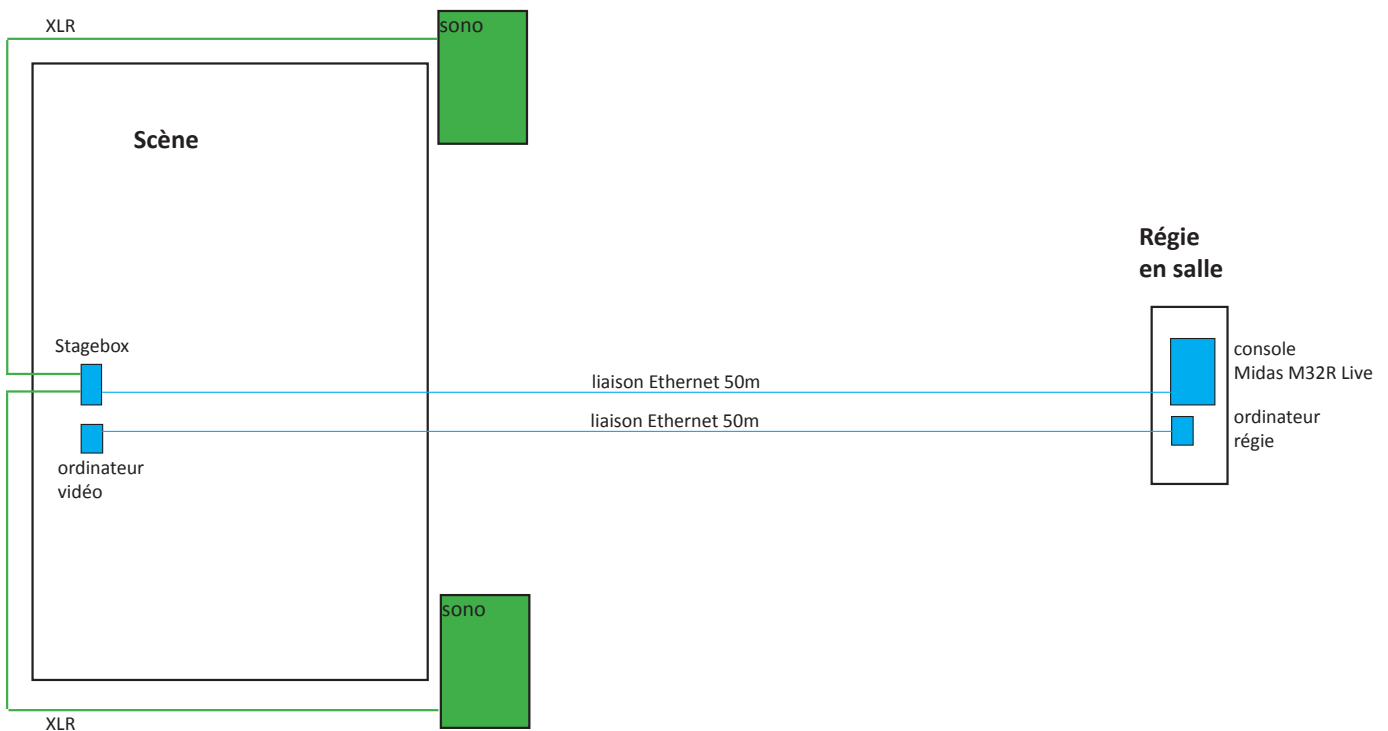 XLR
sono
Scène
Régie
en salle
Stagebox
console
Midas M32R Live
liaison Ethernet 50m
liaison Ethernet 50m
ordinateur
régie
ordinateur
vidéo
sono
XLR